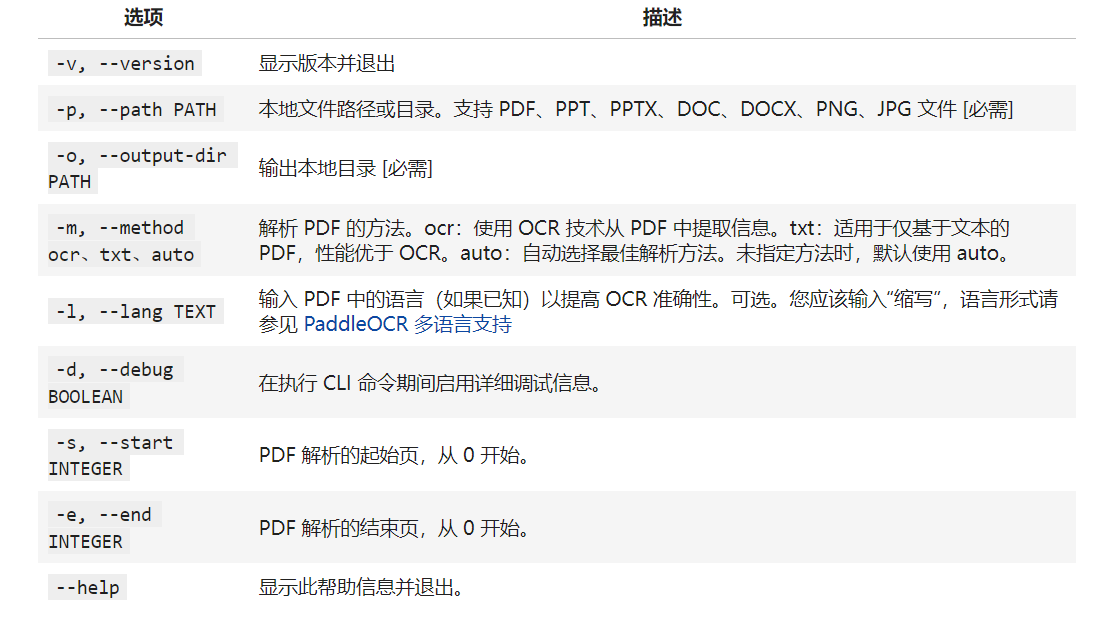 选项 描述
-v, --version 显示版本并退出
-p, --path PATH 本地文件路径或目录。支持 PDF、PPT、PPTX、DOC、DOCX、PNG、JPG 文件 [必需]
-o, --output-dir
PATH
输出本地目录 [必需]
-m, --method
ocr、txt、auto
解析 PDF 的方法。ocr：使用 OCR 技术从 PDF 中提取信息。txt：适用于仅基于文本的
PDF，性能优于 OCR。auto：自动选择最佳解析方法。未指定方法时，默认使用 auto。
-l, --lang TEXT
输入 PDF 中的语言（如果已知）以提高 OCR 准确性。可选。您应该输入“缩写”，语言形式请
参见 PaddleOCR 多语言支持
-d, --debug
BOOLEAN
在执行 CLI 命令期间启用详细调试信息。
-s, --start
INTEGER
PDF 解析的起始页，从 0 开始。
-e, --end
INTEGER
PDF 解析的结束页，从 0 开始。
--help 显示此帮助信息并退出。